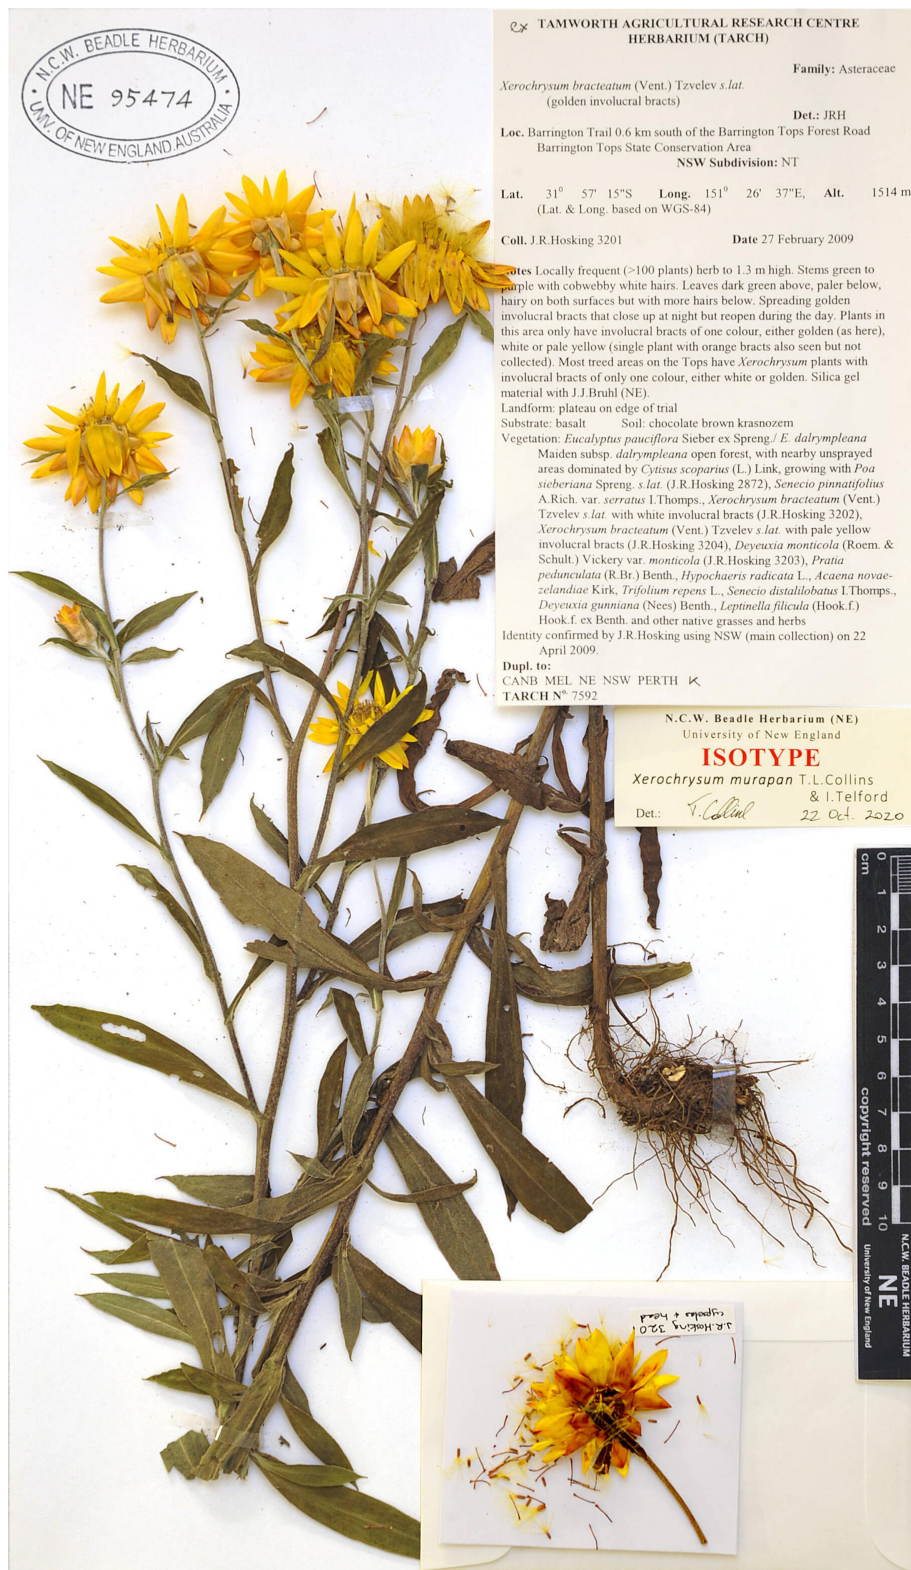 N.C.W. BEADLE HERBARIUM
NE 95474
UNIV. OF NEW ENGLAND, AUSTRALIA
ex TAMWORTH AGRICULTURAL RESEARCH CENTRE
HERBARIUM (TARCH)
Family: Asteraceae
Xerochrysum bracteatum (Vent.) Tzvelev s.lat.
(golden involucral bracts)
Det.: JRH
Loc. Barrington Trail 0.6 km south of the Barrington Tops Forest Road
Barrington Tops State Conservation Area
NSW Subdivision: NT
Lat. 31° 57' 15"S Long. 151° 26' 37"E, Alt. 1514 m
(Lat. & Long. based on WGS-84)
Coll. J.R.Hosking 3201 Date 27 February 2009
otes Locally frequent (>100 plants) herb to 1.3 m high. Stems green to
purple with cobwebby white hairs. Leaves dark green above, paler below,
hairy on both surfaces but with more hairs below. Spreading golden
involucral bracts that close up at night but reopen during the day. Plants in
this area only have involucral bracts of one colour, either golden (as here),
white or pale yellow (single plant with orange bracts also seen but not
collected). Most treed areas on the Tops have Xerochrysum plants with
involucral bracts of only one colour, either white or golden. Silica gel
material with J.J.Bruhl (NE).
Landform: plateau on edge of trial
Substrate: basalt Soil: chocolate brown krasnozem
Vegetation: Eucalyptus pauciflora Sieber ex Spreng./ E. dalrympleana
Maiden subsp. dalrympleana open forest, with nearby unsprayed
areas dominated by Cytisus scoparius (L.) Link, growing with Poa
sieberiana Spreng. s.lat. (J.R.Hosking 2872), Senecio pinnatifolius
A.Rich. var. serratus I.Thomps., Xerochrysum bracteatum (Vent.)
Tzvelev s.lat. with white involucral bracts (J.R.Hosking 3202),
Xerochrysum bracteatum (Vent.) Tzvelev s.lat. with pale yellow
involucral bracts (J.R.Hosking 3204), Deyeuxia monticola (Roem. &
Schult.) Vickery var. monticola (J.R.Hosking 3203), Pratia
pedunculata (R.Br.) Benth., Hypochaeris radicata L., Acaena novae-
zelandiae Kirk, Trifolium repens L., Senecio distalilobatus I.Thomps.,
Deyeuxia gunniana (Nees) Benth., Leptinella filicula (Hook.f.)
Hook.f. ex Benth. and other native grasses and herbs
Identity confirmed by J.R.Hosking using NSW (main collection) on 22
April 2009.
Dupl. to:
CANB MEL NE NSW PERTH K
TARCH Nº 7592
N.C.W. Beadle Herbarium (NE)
University of New England
ISOTYPE
Xerochrysum murapan T.L.Collins
& I.Telford
Det.: T. Collins 22 Oct. 2020
0 1 2 3 4 5 6 7 8 9 10
cm
copyright reserved
N.C.W. BEADLE HERBARIUM
NE
University of New England
J.R. Hosking 3201
cypselas + head